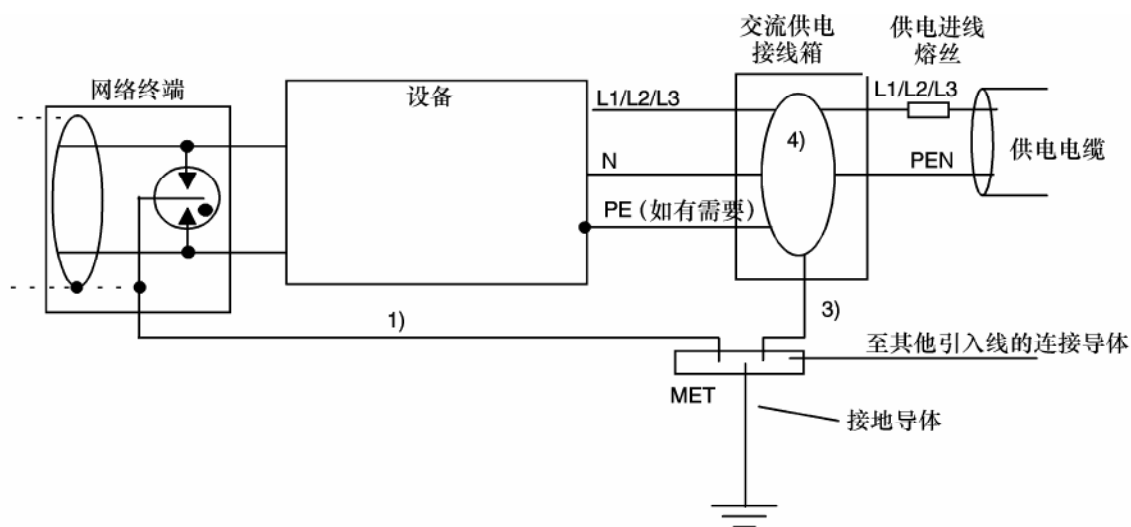 交流供电
接线箱
供电进线
熔丝
网络终端
设备
L1/L2/L3
L1/L2/L3
4)
N
PEN
供电电缆
PE（如有需要）
1)
3)
至其他引入线的连接导体
MET
接地导体